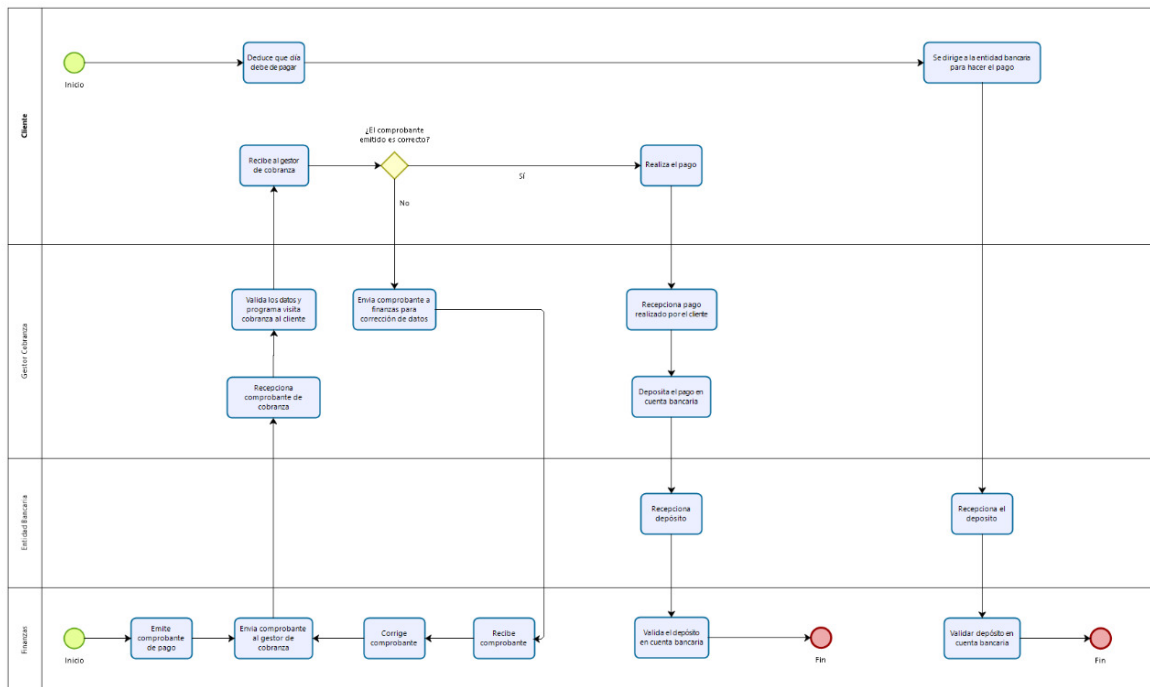 Cliente
Inicio
Deduce que día
debe de pagar
Se dirige a la entidad bancaria
para hacer el pago
¿El comprobante
emitido es correcto?
Recibe al gestor
de cobranza
Sí
No
Realiza el pago
Gestor Cobranza
Valida los datos y
programa visita
cobranza al cliente
Envia comprobante a
finanzas para
corrección de datos
Recepciona pago
realizado por el cliente
Recepciona
comprobante de
cobranza
Deposita el pago en
cuenta bancaria
Entidad Bancaria
Recepciona
depósito
Recepciona el
deposito
Finanzas
Inicio
Emite
comprobante
de pago
Envia comprobante
al gestor de
cobranza
Corrige
comprobante
Recibe
comprobante
Valida el depósito
en cuenta bancaria
Fin
Validar depósito en
cuenta bancaria
Fin